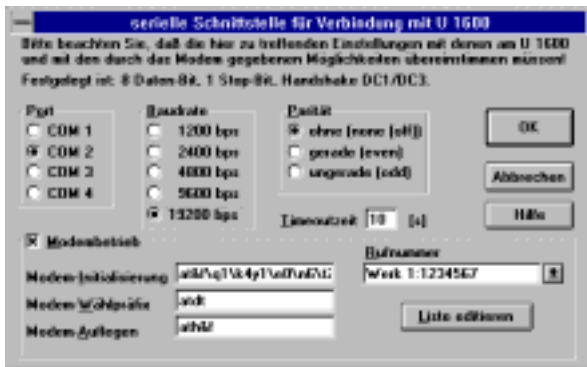 serielle Schnittstelle für Verbindung mit U 1600
Bitte beachten Sie, daß die hier zu treffenden Einstellungen mit denen am U 1600
und mit den durch das Modem gegebenen Möglichkeiten übereinstimmen müssen!
Festgelegt ist: 8 Daten-Bit, 1 Stop-Bit, Handshake DC1/DC3.
Port
COM 1
COM 2
COM 3
COM 4
Baudrate
1200 bps
2400 bps
4800 bps
9600 bps
19200 bps
Parität
ohne (none (off))
gerade (even)
ungerade (odd)
Timeoutzeit 10 [s]
OK
Abbrechen
Hilfe
Modembetrieb
Modem-Initialisierung
Modem-Wählpräfix atdt
Modem-Auflegen
Rufnummer
Werk 1:1234567
Liste editieren